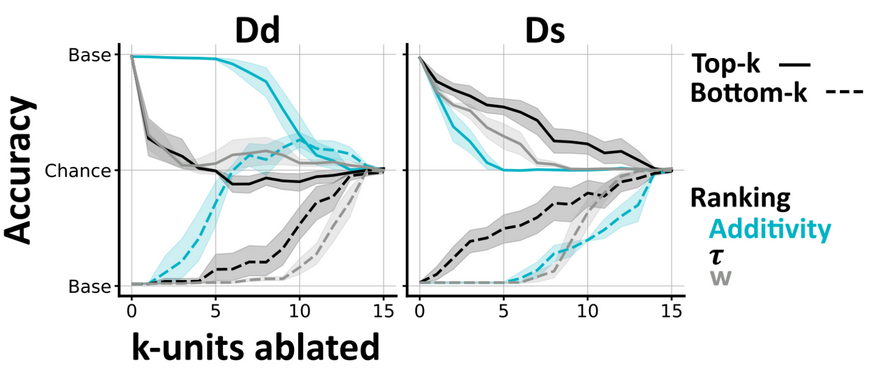 Dd
Ds
Base
Chance
Base
Accuracy
0
5
10
15
0
5
10
15
k-units ablated
Top-k
Bottom-k
Ranking
Additivity
τ
w